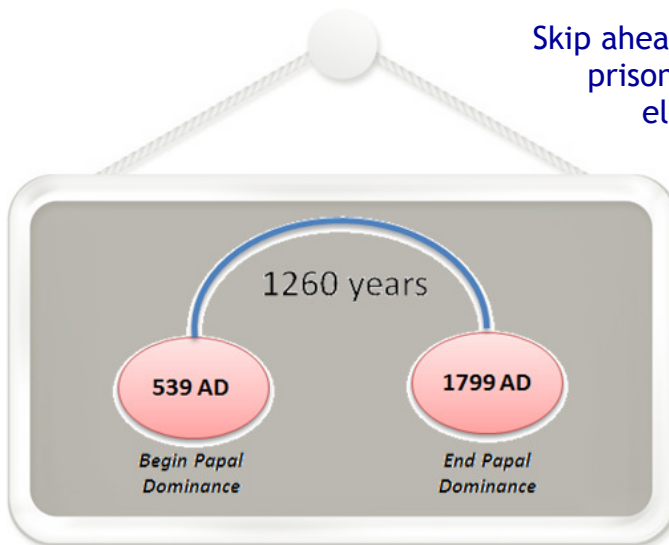 Skip ahea
prison
el
1260 years
539 AD
1799 AD
Begin Papal
Dominance
End Papal
Dominance